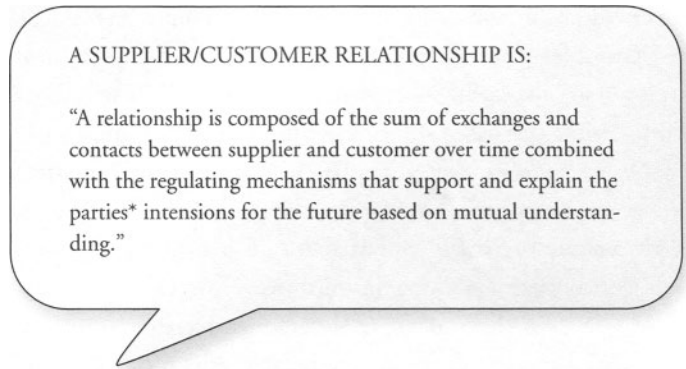 A SUPPLIER/CUSTOMER RELATIONSHIP IS:
“A relationship is composed of the sum of exchanges and
contacts between supplier and customer over time combined
with the regulating mechanisms that support and explain the
parties* intensions for the future based on mutual understan-
ding.”